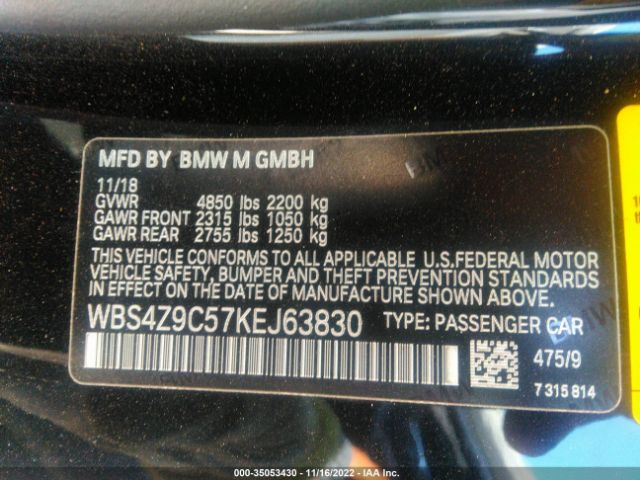 MFD BY BMW M GMBH
11/18
GVWR 4850 lbs 2200 kg
GAWR FRONT 2315 lbs 1050 kg
GAWR REAR 2755 lbs 1250 kg
THIS VEHICLE CONFORMS TO ALL APPLICABLE U.S.FEDERAL MOTOR
VEHICLE SAFETY, BUMPER AND THEFT PREVENTION STANDARDS
IN EFFECT ON THE DATE OF MANUFACTURE SHOWN ABOVE.
WBS4Z9C57KEJ63830 TYPE: PASSENGER CAR
475/9
7 315 814
000-35053430 - 11/16/2022 - IAA Inc.